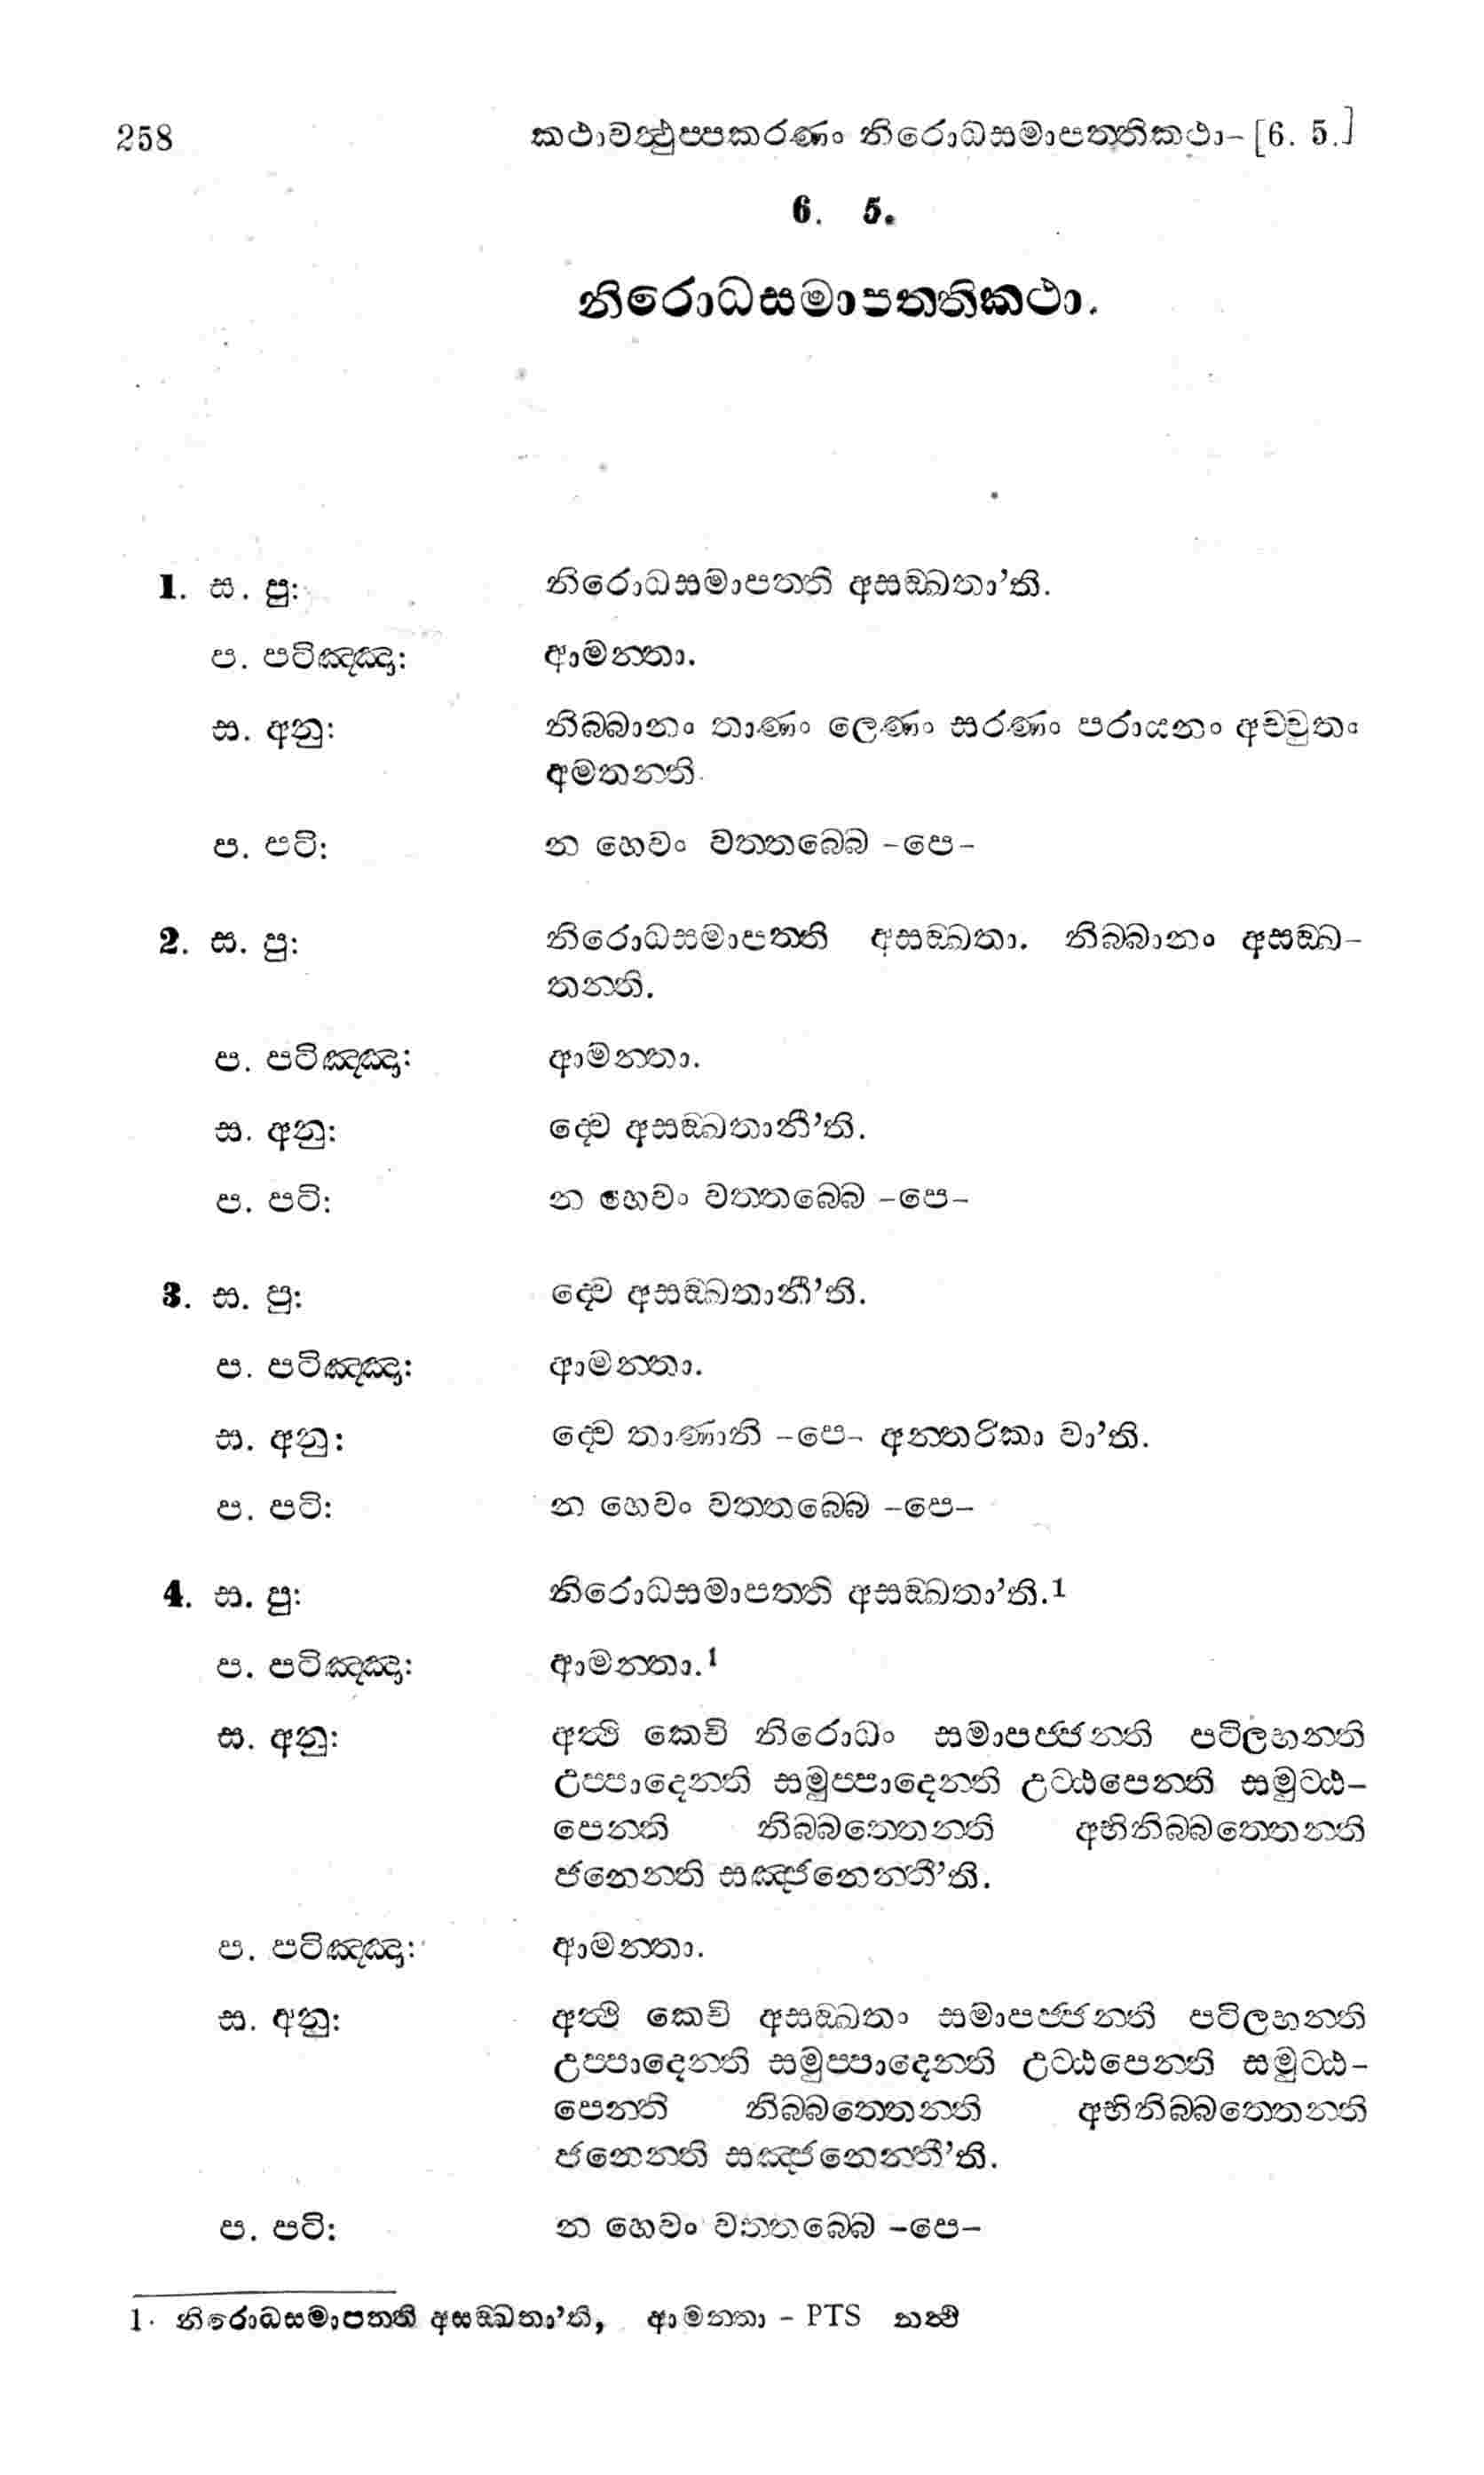 258 කථාවත්‍ථුප‍්පකරණං නිරොධසමාපත‍්තිකථා– [6. 5.]
6. 5.
නිරොධසමාපත‍්තිකථා.
1. ස. පු: නිරොධසමාපත‍්ති අසඞ‍්ඛතා’ති.
ප. පටිඤ‍්ඤා: ආමන‍්තා.
ස. අනු: නිබ‍්බානං තාණං ලෙණං සරණං පරායනං අච‍්චුතං
අමතන‍්ති.
ප. පටි: න හෙවං වත‍්තබ‍්බෙ –පෙ–
2. ස. පු: නිරොධසමාපත‍්ති අසඞ‍්ඛතා. නිබ‍්බානං අසඞ‍්ඛ–
තන‍්ති.
ප. පටිඤ‍්ඤා: ආමන‍්තා.
ස. අනු: ද‍්වෙ අසඞ‍්ඛතානී’ති.
ප. පටි: න හෙවං වත‍්තබ‍්බෙ –පෙ–
3. ස. පු: ද‍්වෙ අසඞ‍්ඛතානී’ති.
ප. පටිඤ‍්ඤා: ආමන‍්තා.
ස. අනු: ද‍්වෙ තාණානි –පෙ– අන‍්තරිකා වා’ති.
ප. පටි: න හෙවං වත‍්තබ‍්බෙ –පෙ–
4. ස. පු: නිරොධසමාපත‍්ති අසඞ‍්ඛතා’ති.1
ප. පටිඤ‍්ඤා: ආමන‍්තා.1
ස. අනු: අත්‍ථි කෙචි නිරොධං සමාපජ‍්ජන‍්ති පටිලභන‍්ති
උප‍්පාදෙන‍්ති සමුප‍්පාදෙන‍්ති උට‍්ඨපෙන‍්ති සමුට‍්ඨ–
පෙන‍්ති නිබ‍්බත‍්තෙන‍්ති අභිනිබ‍්බත‍්තෙන‍්ති
ජනෙන‍්ති සඤ‍්ජනෙන‍්තී’ති.
ප. පටිඤ‍්ඤා: ආමන‍්තා.
ස. අනු: අත්‍ථි කෙචි අසඞ‍්ඛතං සමාපජ‍්ජන‍්ති පටිලභන‍්ති
උප‍්පාදෙන‍්ති සමුප‍්පාදෙන‍්ති උට‍්ඨපෙන‍්ති සමුට‍්ඨ–
පෙන‍්ති නිබ‍්බත‍්තෙන‍්ති අභිනිබ‍්බත‍්තෙන‍්ති
ජනෙන‍්ති සඤ‍්ජනෙන‍්තී’ති.
ප. පටි: න හෙවං වත‍්තබ‍්බෙ –පෙ–
1. නිරොධසමාපත‍්ති අසඞ‍්ඛතා’ති, ආමන‍්තා – PTS නත්‍ථි